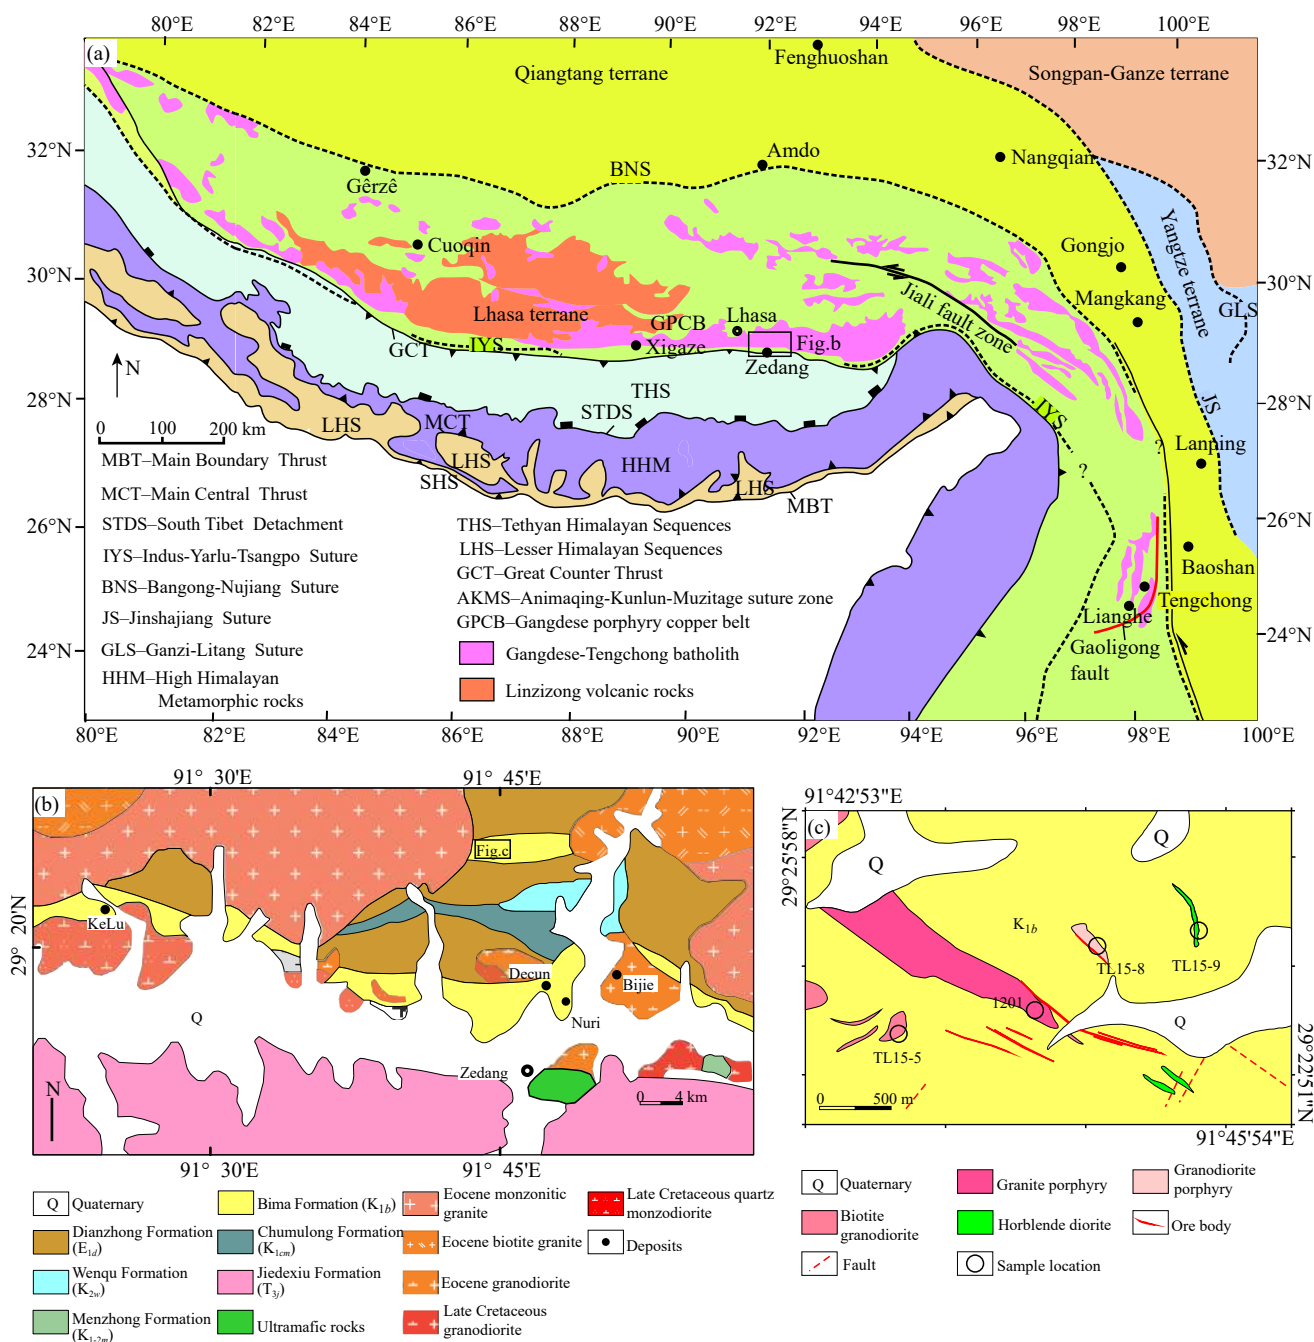 80°E 82°E 84°E 86°E 88°E 90°E 92°E 94°E 96°E 98°E 100°E
(a)
Fenghuoshan
Qiangtang terrane
Songpan-Ganze terrane
32°N
BNS
Amdo
Nangqian
32°N
Gêrzê
Yangtze terrane
Cuoqin
Gongjo
30°N
30°N
Jiali fault zone
Mangkang
GLS
Lhasa terrane
GPCB
Lhasa
GCT
IYS
Xigaze
Fig.b
Zedang
N
THS
28°N
STDS
IYS
JS
28°N
0 100 200 km
LHS
MCT
?
Lanping
LHS
HHM
?
SHS
LHS
MBT
MBT–Main Boundary Thrust
MCT–Main Central Thrust
STDS–South Tibet Detachment
IYS–Indus-Yarlu-Tsangpo Suture
BNS–Bangong-Nujiang Suture
JS–Jinshajiang Suture
GLS–Ganzi-Litang Suture
HHM–High Himalayan
Metamorphic rocks
THS–Tethyan Himalayan Sequences
LHS–Lesser Himalayan Sequences
GCT–Great Counter Thrust
AKMS–Animaqing-Kunlun-Muzitage suture zone
GPCB–Gangdese porphyry copper belt
Gangdese-Tengchong batholith
Linzizong volcanic rocks
26°N
26°N
Baoshan
Tengchong
Lianghe
24°N
24°N
Gaoligong
fault
80°E 82°E 84°E 86°E 88°E 90°E 92°E 94°E 96°E 98°E 100°E
91° 30'E 91° 45'E
(b)
Fig.c
29° 20'N
KeLu
Decun
Bijie
Nuri
Q
Zedang
N
0 4 km
91° 30'E 91° 45'E
Q Quaternary
Dianzhong Formation
(E1d)
Wenqu Formation
(K2w)
Menzhong Formation
(K1-2m)
Bima Formation (K1b)
Chumulong Formation
(K1cm)
Jiedexiu Formation
(T3j)
Ultramafic rocks
Eocene monzonitic
granite
Eocene biotite granite
Eocene granodiorite
Late Cretaceous
granodiorite
Late Cretaceous quartz
monzodiorite
Deposits
91°42'53"E
(c)
29°25'58"N
Q
Q
K1b
TL15-8
TL15-9
1201
Q
TL15-5
0 500 m
29°22'51"N
91°45'54"E
Q Quaternary
Biotite
granodiorite
Fault
Granite porphyry
Horblende diorite
Sample location
Granodiorite
porphyry
Ore body